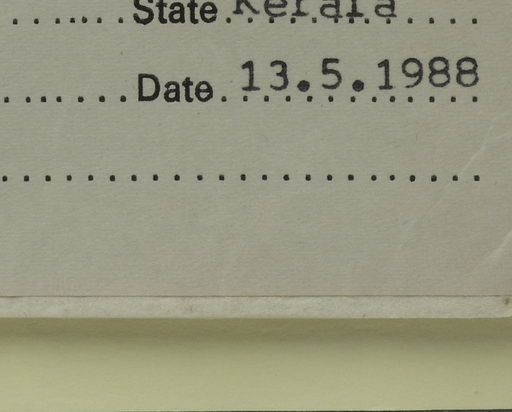 State Kerala
Date 13.5.1988